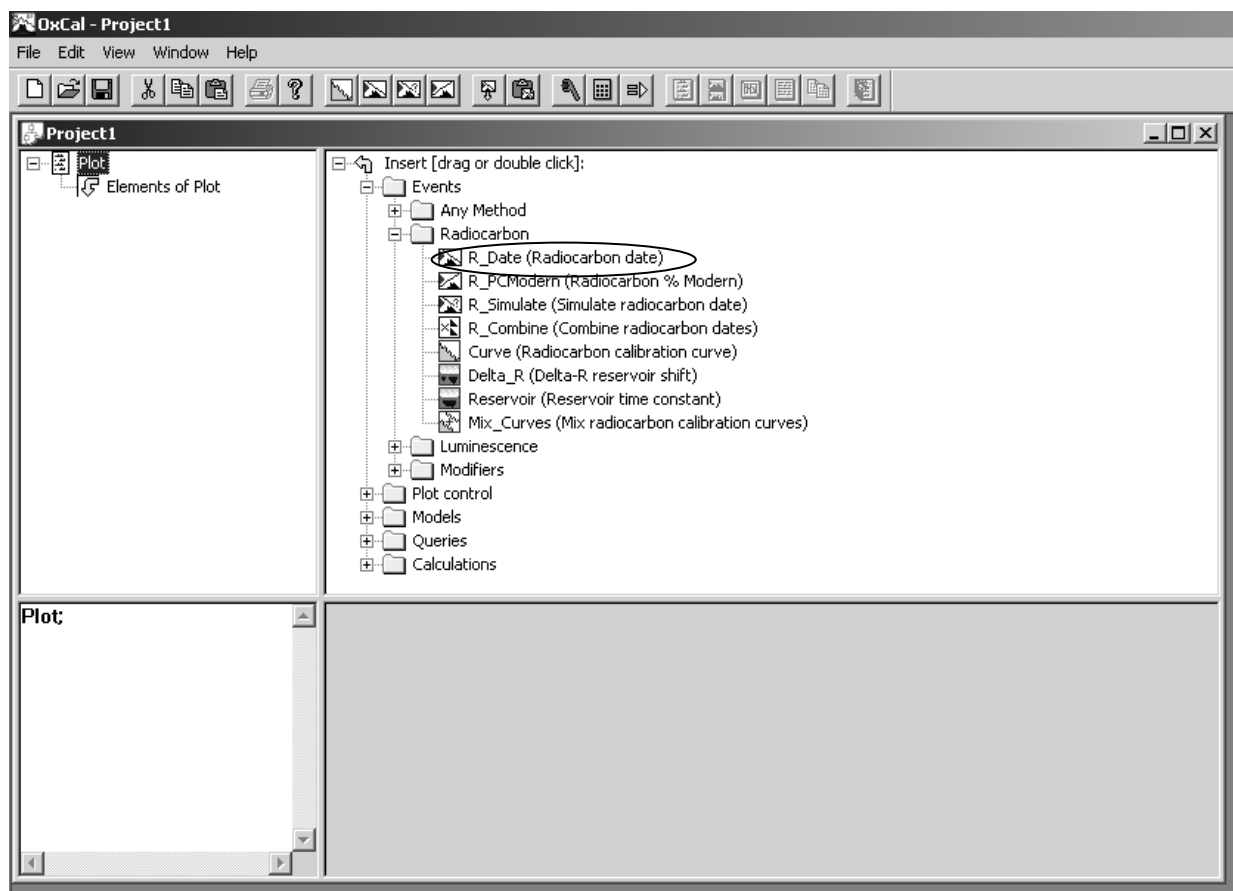 OxCal - Project1
File Edit View Window Help
Project1
Plot
Elements of Plot
Insert [drag or double click]:
Events
Any Method
Radiocarbon
R_Date (Radiocarbon date)
R_PCModern (Radiocarbon % Modern)
R_Simulate (Simulate radiocarbon date)
R_Combine (Combine radiocarbon dates)
Curve (Radiocarbon calibration curve)
Delta_R (Delta-R reservoir shift)
Reservoir (Reservoir time constant)
Mix_Curves (Mix radiocarbon calibration curves)
Luminescence
Modifiers
Plot control
Models
Queries
Calculations
Plot;